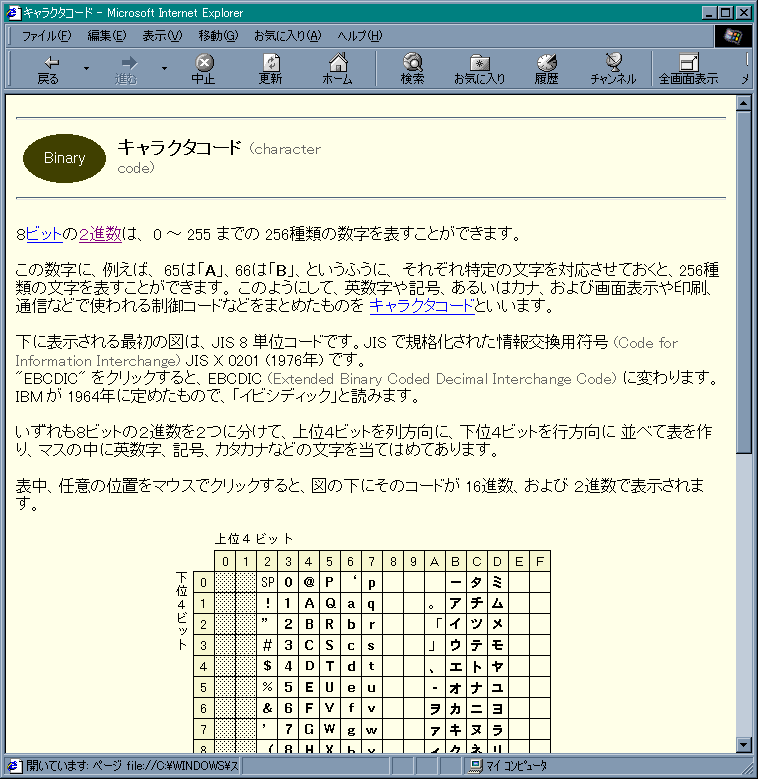 キャラクタコード - Microsoft Internet Explorer
ファイル(F) 編集(E) 表示(V) 移動(G) お気に入り(A) ヘルプ(H)
戻る 進む 中止 更新 ホーム 検索 お気に入り 履歴 チャンネル 全画面表示
Binary
キャラクタコード (character
code)
8ビットの2進数は、 0 ～ 255 までの 256種類の数字を表すことができます。
この数字に、例えば、 65は「A」、66は「B」、というふうに、 それぞれ特定の文字を対応させておくと、256種
類の文字を表すことができます。 このようにして、英数字や記号、あるいはカナ、および画面表示や印刷、
通信などで使われる制御コードなどをまとめたものを キャラクタコードといいます。
~
下に表示される最初の図は、JIS 8 単位コードです。JIS で規格化された情報交換用符号 (Code for
Information Interchange) JIS X 0201 (1976年) です。
"EBCDIC" をクリックすると、EBCDIC (Extended Binary Coded Decimal Interchange Code) に変わります。
IBM が 1964年に定めたもので、「イビシディック」と読みます。
いずれも8ビットの2進数を2つに分けて、上位4ビットを列方向に、下位4ビットを行方向に 並べて表を作
り、マスの中に英数字、記号、カタカナなどの文字を当てはめてあります。
表中、任意の位置をマウスでクリックすると、図の下にそのコードが 16進数、および 2進数で表示されま
す。
上位4 ビット
0 1 2 3 4 5 6 7 8 9 A B C D E F
下位4ビット
0 SP 0 @ P ‘ p ー タ ミ
1 ! 1 A Q a q 。 ア チ ム
2 ” 2 B R b r 「 イ ツ メ
3 # 3 C S c s 」 ウ テ モ
4 $ 4 D T d t 、 エ ト ヤ
5 % 5 E U e u ・ オ ナ ユ
6 & 6 F V f v ヲ カ ニ ヨ
7 ’ 7 G W g w ァ キ ヌ ラ
8 ( 8 H X h x ィ ク ネ リ
開いています: ページ file://C:¥WINDOWS¥ス
マイ コンピュータ